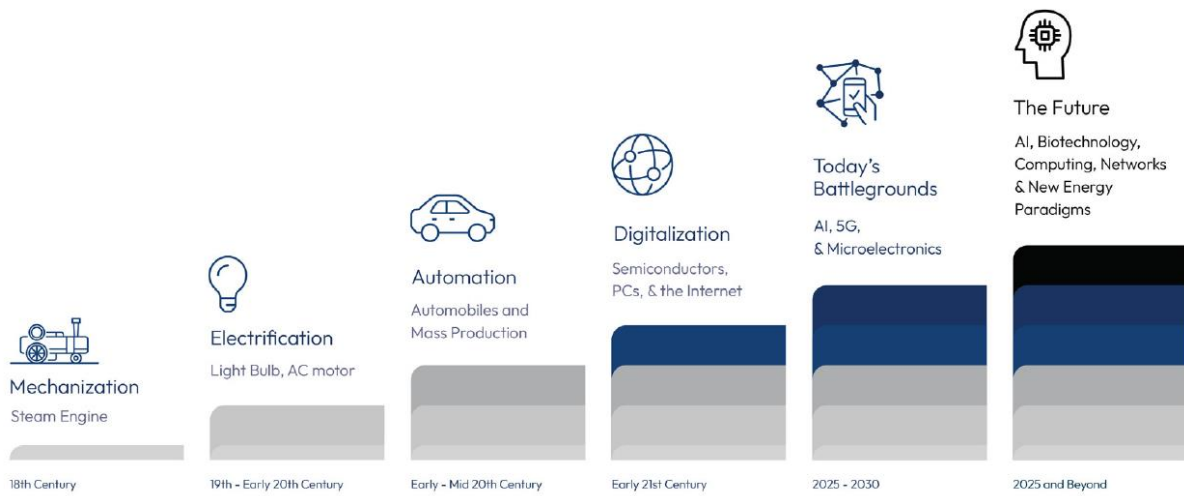 Mechanization
Steam Engine
18th Century
Electrification
Light Bulb, AC motor
19th - Early 20th Century
Automation
Automobiles and
Mass Production
Early - Mid 20th Century
Digitalization
Semiconductors,
PCs, & the Internet
Early 21st Century
Today's
Battlegrounds
AI, 5G,
& Microelectronics
2025 - 2030
The Future
AI, Biotechnology,
Computing, Networks
& New Energy
Paradigms
2025 and Beyond